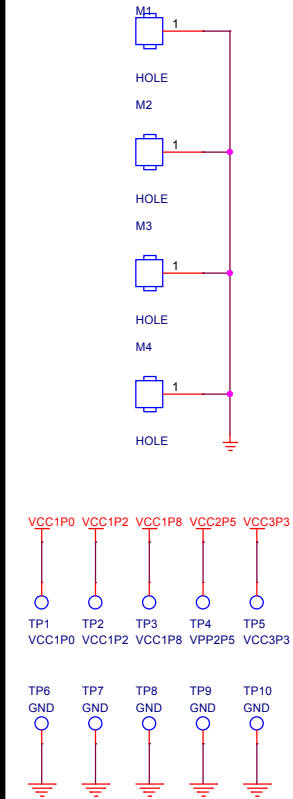 M1
1
HOLE
M2
1
HOLE
M3
1
HOLE
M4
1
HOLE
VCC1P0 VCC1P2 VCC1P8 VCC2P5 VCC3P3
TP1 TP2 TP3 TP4 TP5
VCC1P0 VCC1P2 VCC1P8 VPP2P5 VCC3P3
TP6 TP7 TP8 TP9 TP10
GND GND GND GND GND